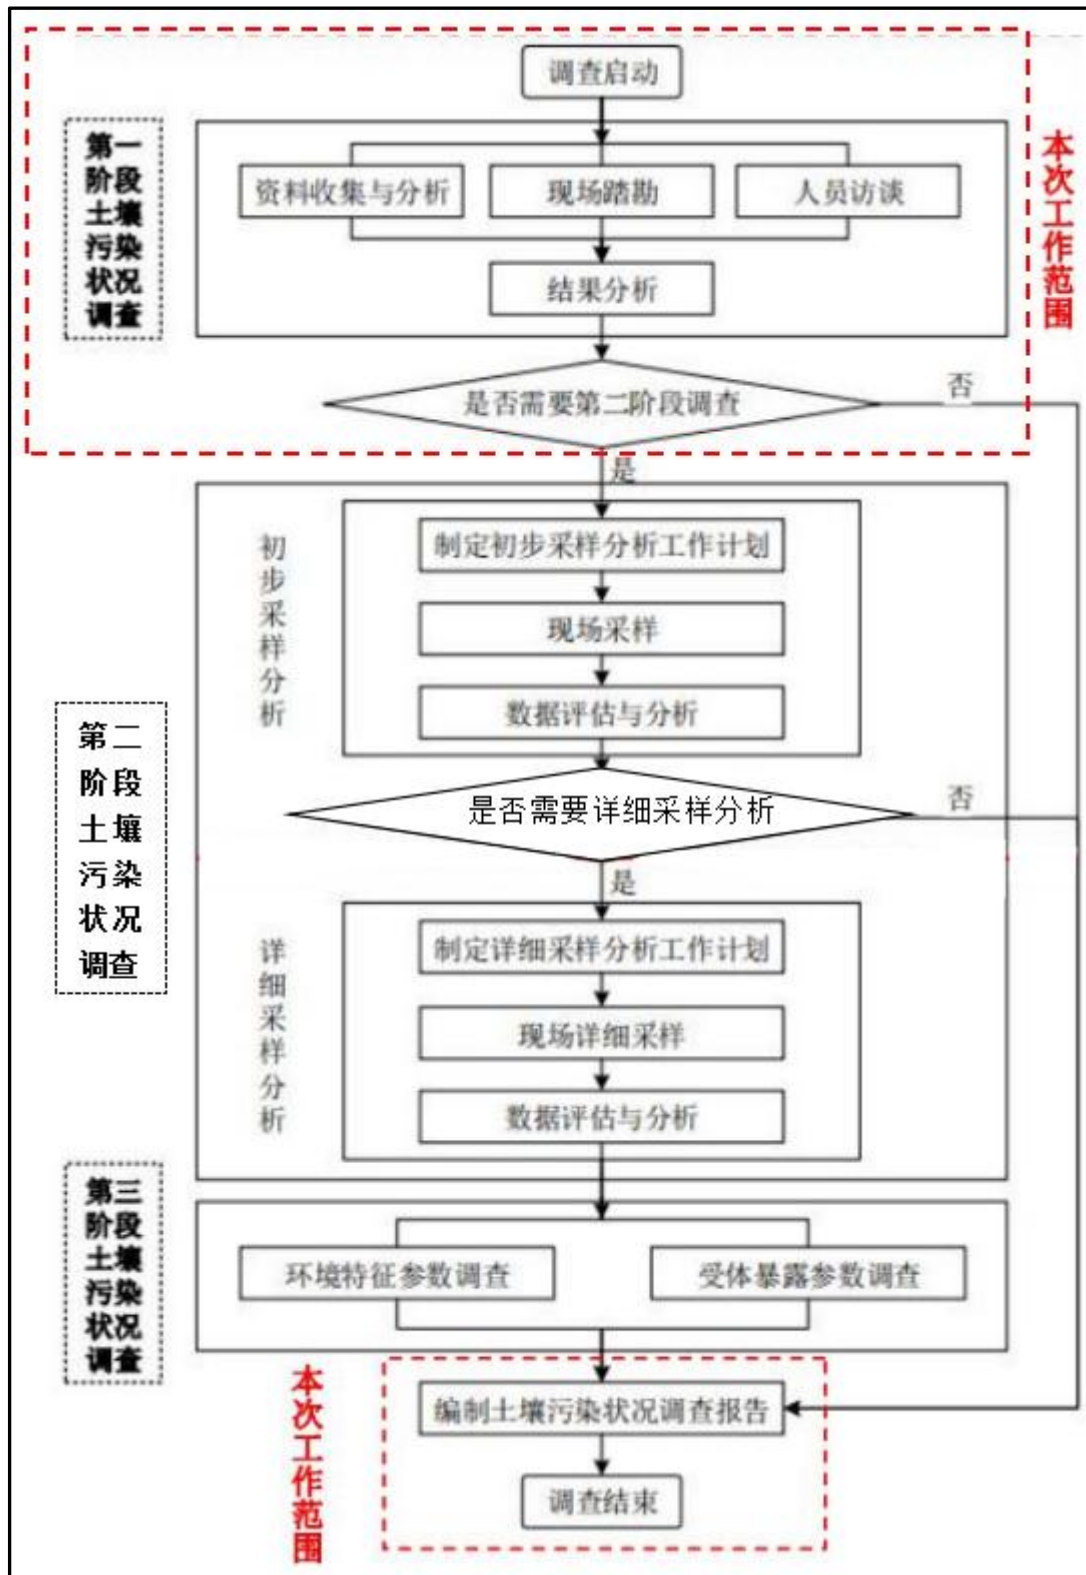 调查启动
第一
阶段
土壤
污染
状况
调查
资料收集与分析
现场踏勘
人员访谈
结果分析
本次工作范围
是否需要第二阶段调查
否
是
第二
阶段
土壤
污染
状况
调查
初步采样分析
制定初步采样分析工作计划
现场采样
数据评估与分析
是否需要详细采样分析
否
是
详细采样分析
制定详细采样分析工作计划
现场详细采样
数据评估与分析
第三
阶段
土壤
污染
状况
调查
环境特征参数调查
受体暴露参数调查
本次工作范围
编制土壤污染状况调查报告
调查结束